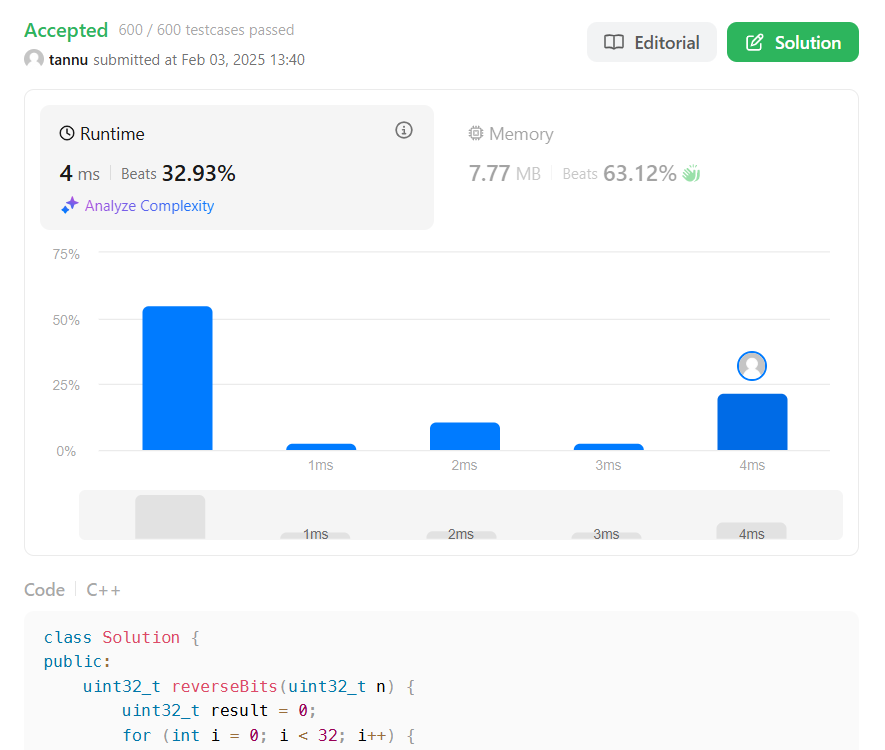 Accepted 600 / 600 testcases passed
tannu submitted at Feb 03, 2025 13:40
Editorial
Solution
Runtime
4 ms | Beats 32.93%
Analyze Complexity
Memory
7.77 MB | Beats 63.12%
75%
50%
25%
0%
1ms 2ms 3ms 4ms
1ms 2ms 3ms 4ms
Code | C++
class Solution {
public:
    uint32_t reverseBits(uint32_t n) {
        uint32_t result = 0;
        for (int i = 0; i < 32; i++) {